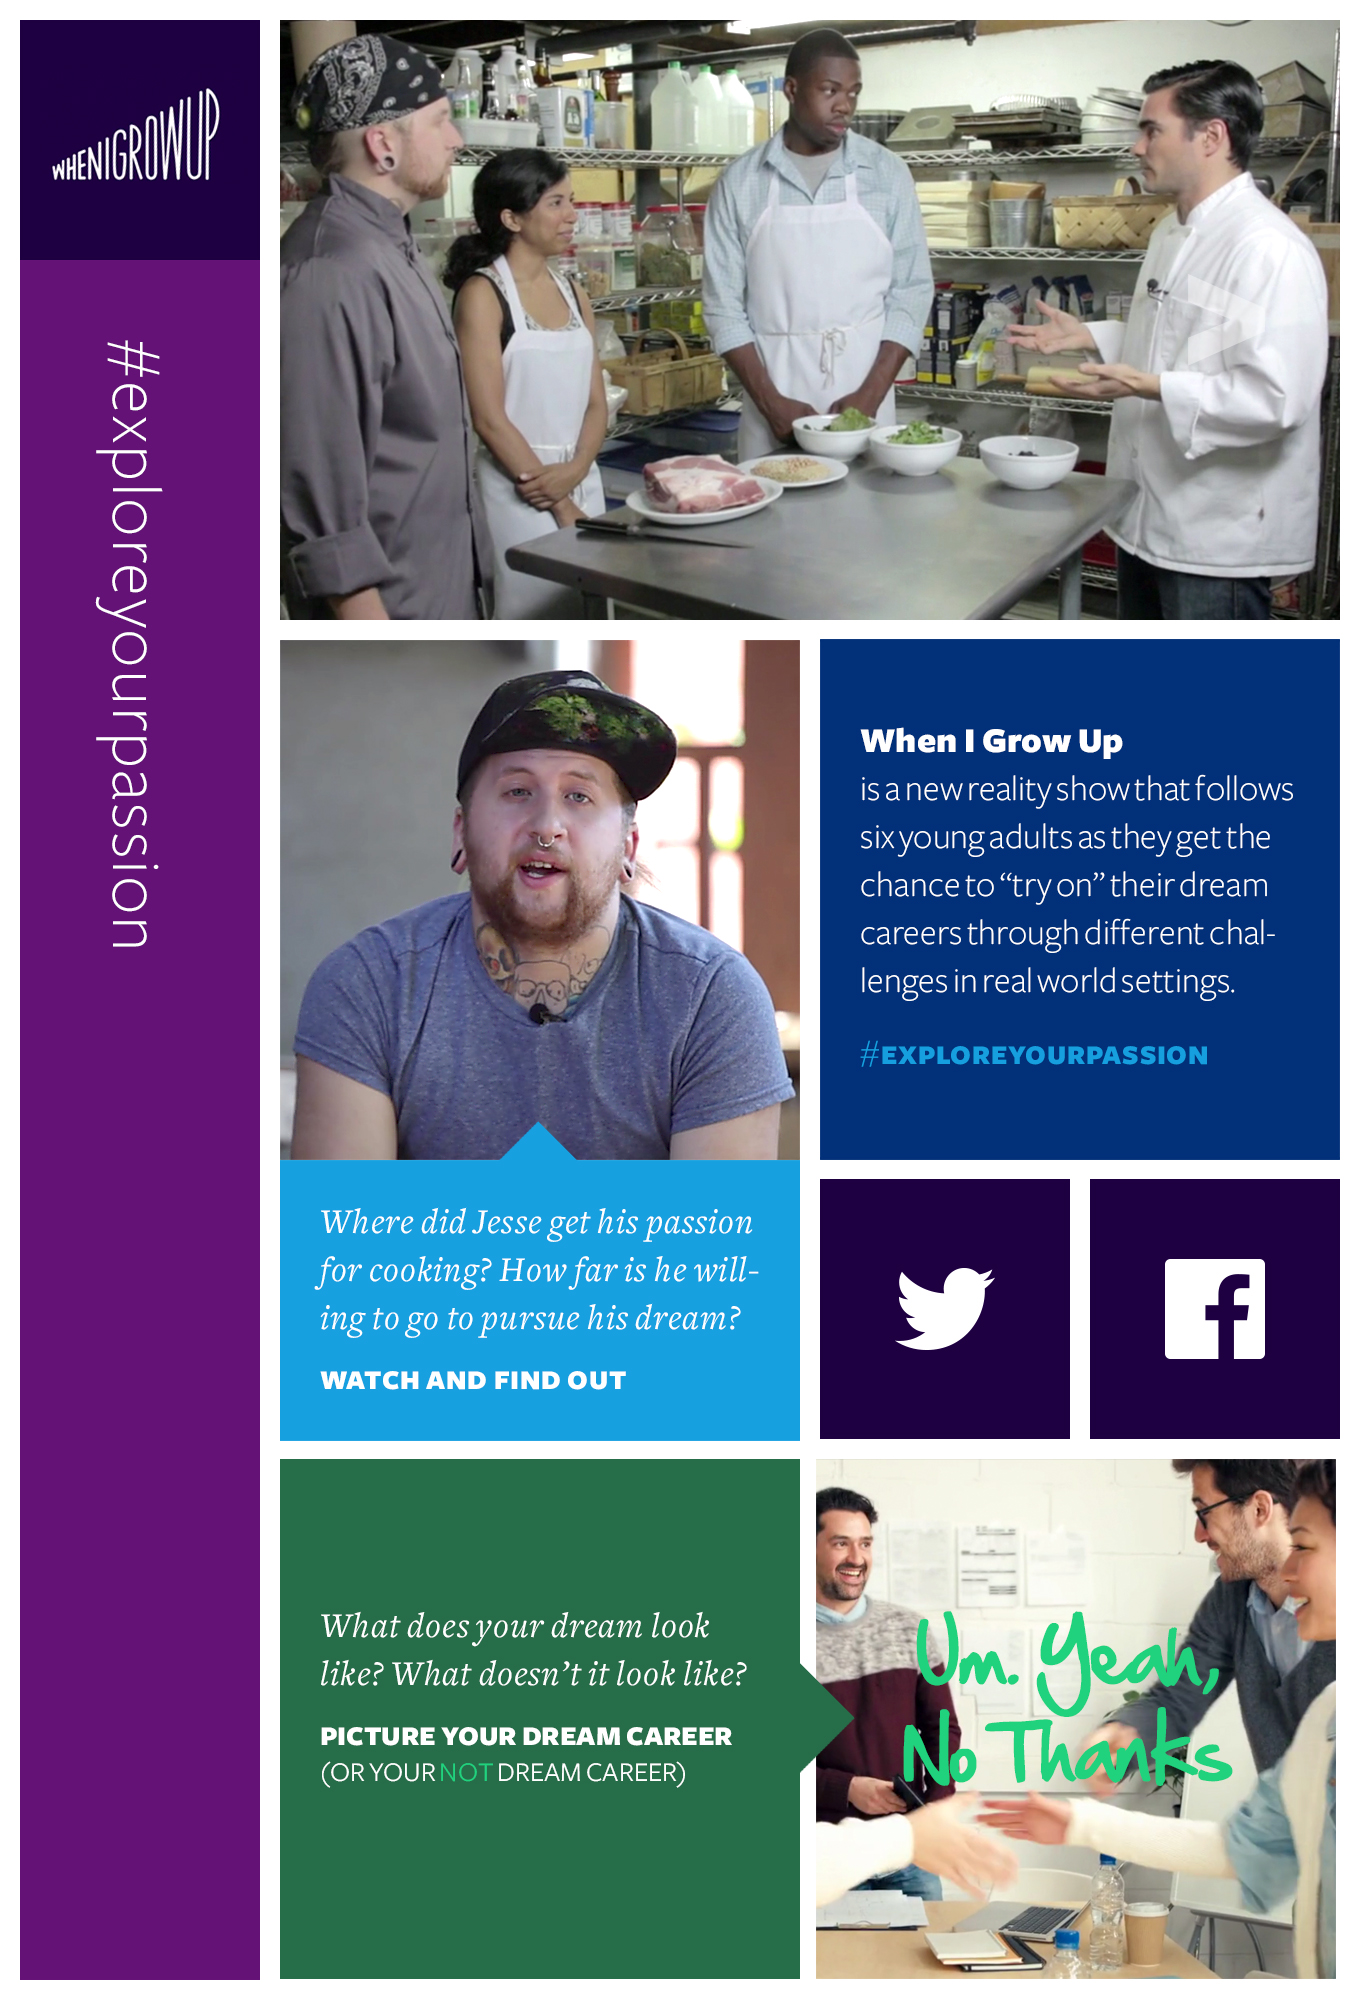 WHENIGROWUP
#exploreyourpassion
When I Grow Up
is a new reality show that follows
six young adults as they get the
chance to “try on” their dream
careers through different chal-
lenges in real world settings.
#EXPLOREYOURPASSION
Where did Jesse get his passion
for cooking? How far is he will-
ing to go to pursue his dream?
WATCH AND FIND OUT
What does your dream look
like? What doesn’t it look like?
PICTURE YOUR DREAM CAREER
(OR YOUR NOT DREAM CAREER)
Um. Yeah,
No Thanks